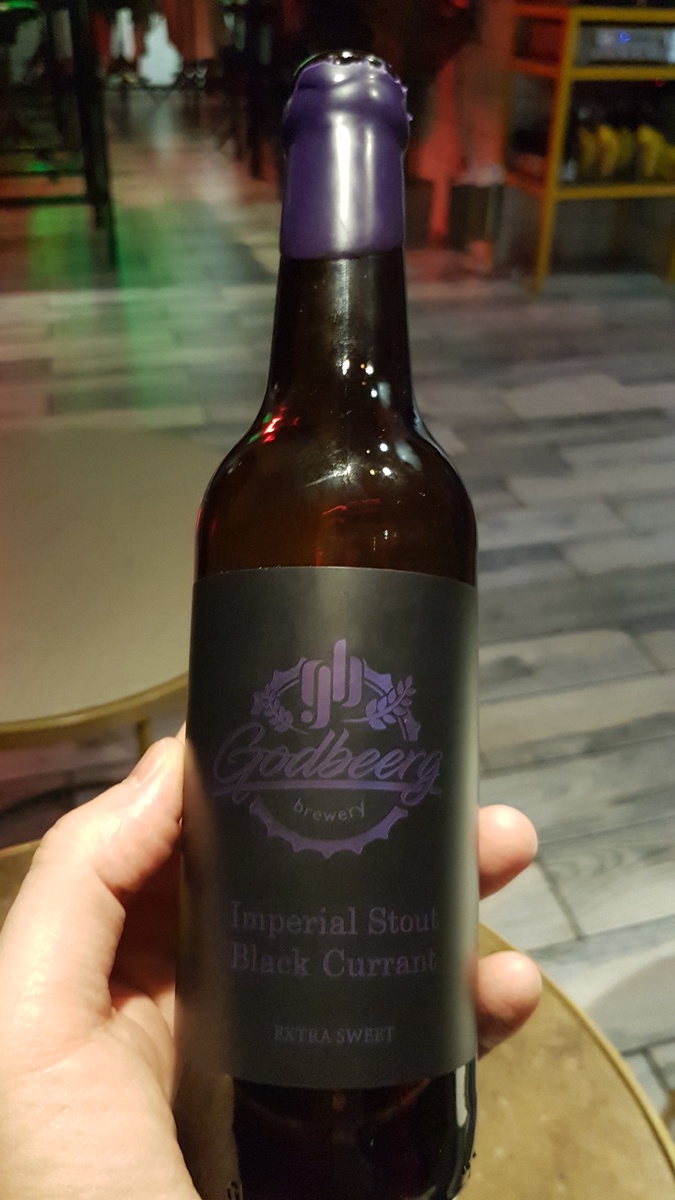 gb
Godbeerg
brewery
Imperial Stout
Black Currant
EXTRA SWEET